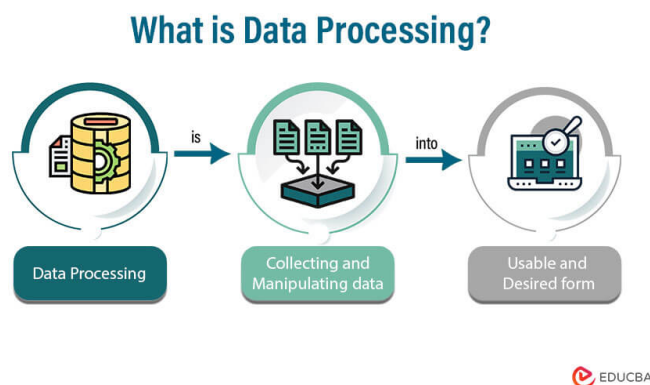 What is Data Processing?
is
into
Data Processing
Collecting and
Manipulating data
Usable and
Desired form
EDUCBA